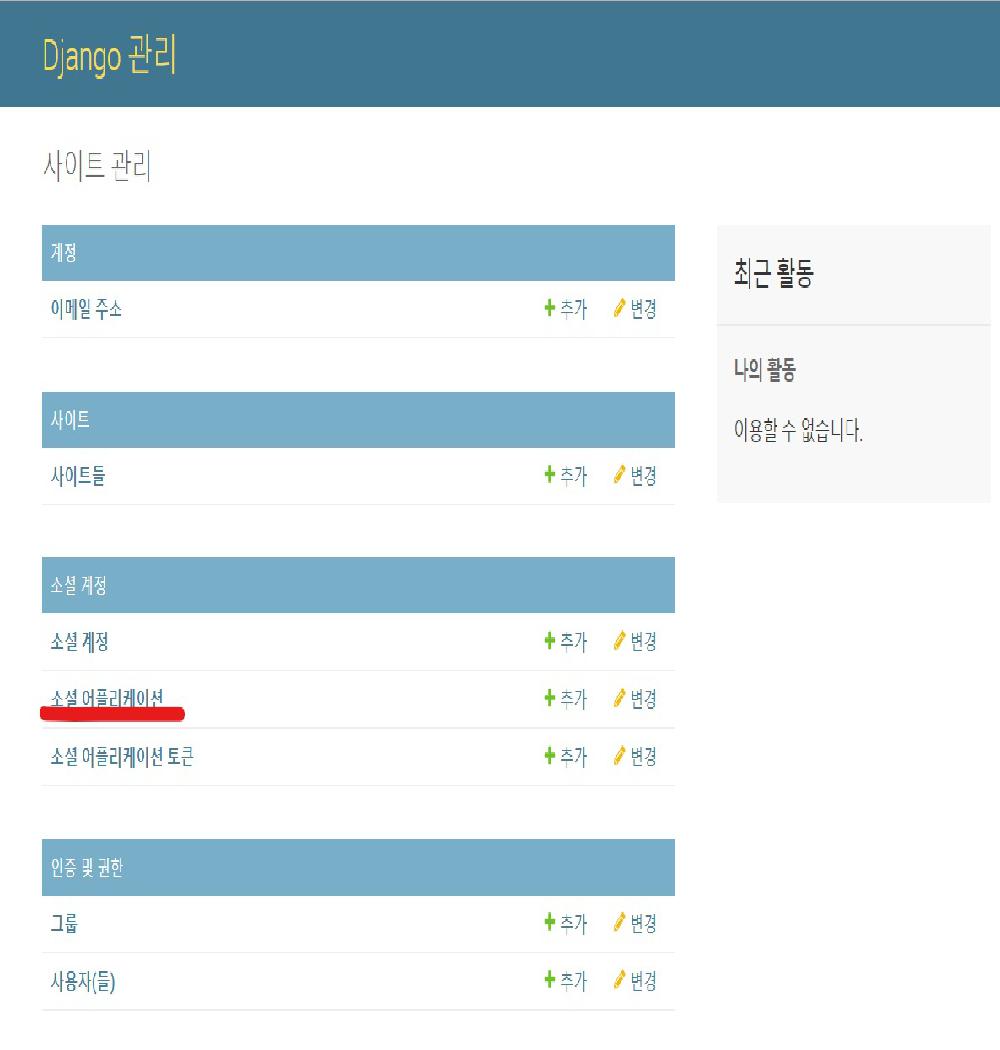 Django 관리
사이트 관리
계정
이메일 주소 추가 변경
사이트
사이트들 추가 변경
소셜 계정
소셜 계정 추가 변경
소셜 어플리케이션 추가 변경
소셜 어플리케이션 토큰 추가 변경
인증 및 권한
그룹 추가 변경
사용자(들) 추가 변경
최근 활동
나의 활동
이용할 수 없습니다.